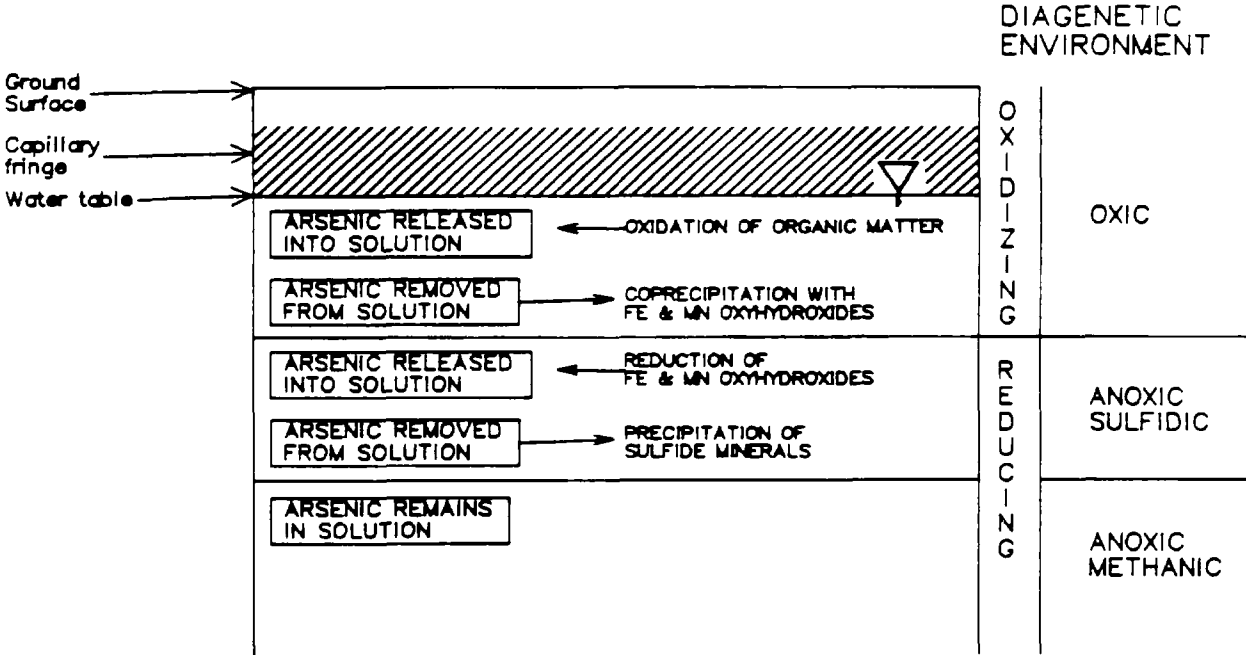 DIAGENETIC
ENVIRONMENT
Ground
Surface
Capillary
fringe
Water table
ARSENIC RELEASED
INTO SOLUTION
OXIDATION OF ORGANIC MATTER
ARSENIC REMOVED
FROM SOLUTION
COPRECIPITATION WITH
FE & MN OXYHYDROXIDES
OXIDIZING
OXIC
ARSENIC RELEASED
INTO SOLUTION
REDUCTION OF
FE & MN OXYHYDROXIDES
ARSENIC REMOVED
FROM SOLUTION
PRECIPITATION OF
SULFIDE MINERALS
REDUCING
ANOXIC
SULFIDIC
ARSENIC REMAINS
IN SOLUTION
ANOXIC
METHANIC